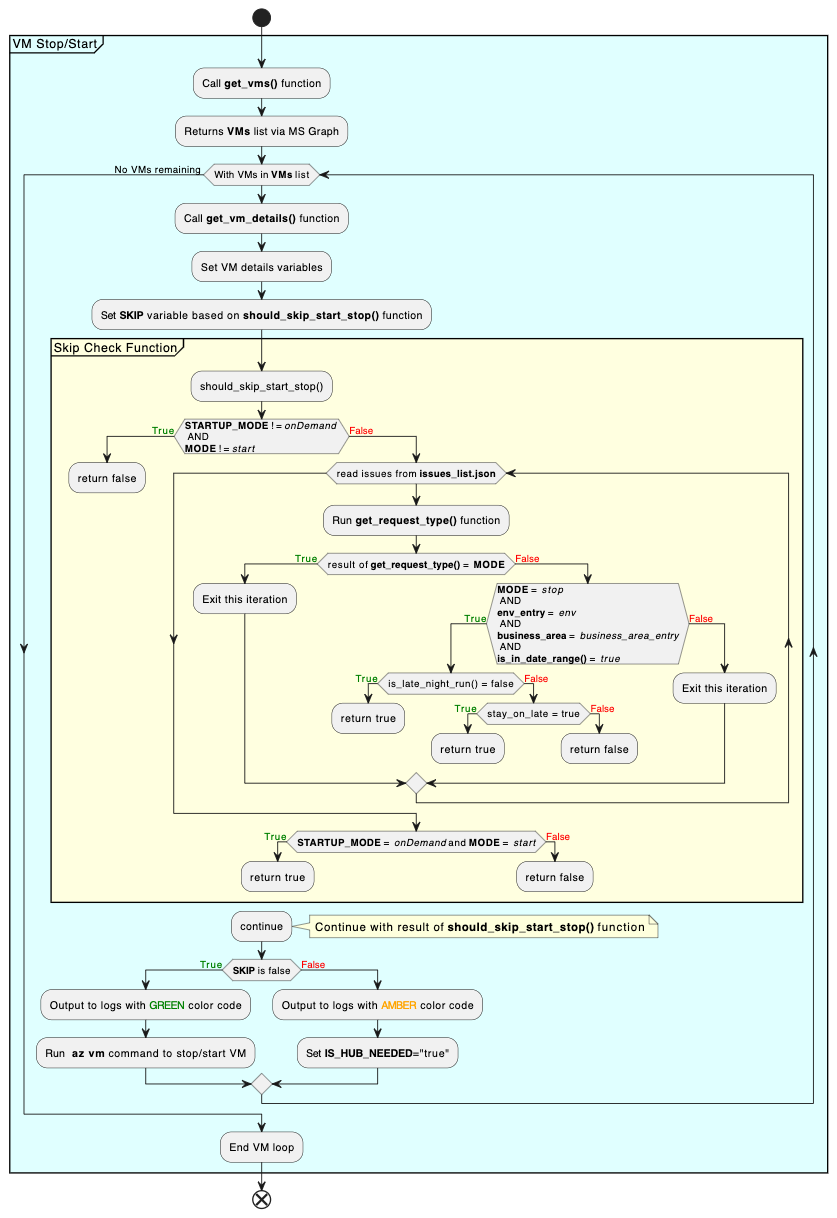 VM Stop/Start
Call get_vms() function
Returns VMs list via MS Graph
No VMs remaining
With VMs in VMs list
Call get_vm_details() function
Set VM details variables
Set SKIP variable based on should_skip_start_stop() function
Skip Check Function
should_skip_start_stop()
True
STARTUP_MODE != onDemand
AND
MODE != start
False
return false
read issues from issues_list.json
Run get_request_type() function
True
result of get_request_type() = MODE
False
Exit this iteration
MODE = stop
AND
env_entry = env
AND
business_area = business_area_entry
AND
is_in_date_range() = true
True
False
True
is_late_night_run() = false
False
Exit this iteration
return true
True
stay_on_late = true
False
return true
return false
True
STARTUP_MODE = onDemand and MODE = start
False
return true
return false
continue
Continue with result of should_skip_start_stop() function
True
SKIP is false
False
Output to logs with GREEN color code
Output to logs with AMBER color code
Run az vm command to stop/start VM
Set IS_HUB_NEEDED="true"
End VM loop